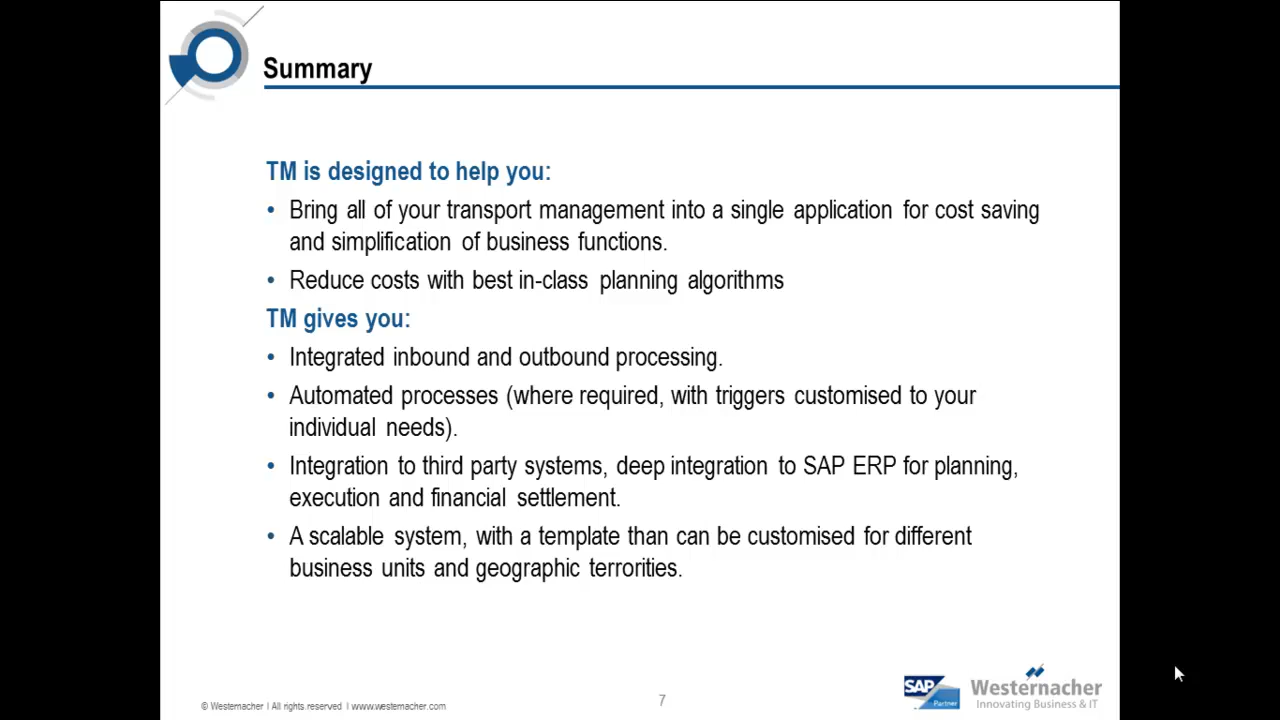 Summary
TM is designed to help you:
• Bring all of your transport management into a single application for cost saving
and simplification of business functions.
• Reduce costs with best in-class planning algorithms
TM gives you:
• Integrated inbound and outbound processing.
• Automated processes (where required, with triggers customised to your
individual needs).
• Integration to third party systems, deep integration to SAP ERP for planning,
execution and financial settlement.
• A scalable system, with a template than can be customised for different
business units and geographic terrorities.
© Westernacher I All rights reserved I www.westernacher.com
7
SAP Partner
Westernacher
Innovating Business & IT